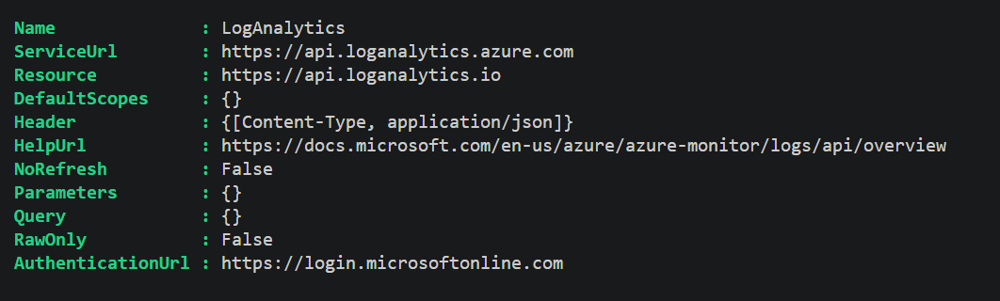 Name             : LogAnalytics
ServiceUrl       : https://api.loganalytics.azure.com
Resource         : https://api.loganalytics.io
DefaultScopes    : {}
Header           : {[Content-Type, application/json]}
HelpUrl          : https://docs.microsoft.com/en-us/azure/azure-monitor/logs/api/overview
NoRefresh        : False
Parameters       : {}
Query            : {}
RawOnly          : False
AuthenticationUrl : https://login.microsoftonline.com